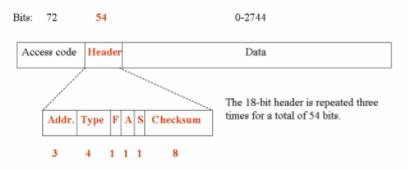 Bits: 72 54 0-2744
Access code Header Data
The 18-bit header is repeated three
times for a total of 54 bits.
Addr. Type F A S Checksum
3 4 1 1 1 8